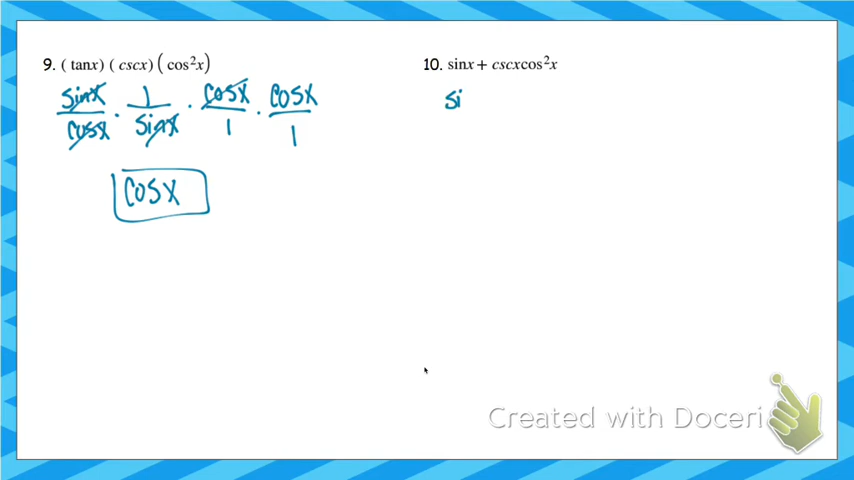 9. ( tanx) ( cscx) ( cos²x)
sinx/cosx · 1/sinx · cosx/1 · cosx/1
cosx
10. sinx + cscxcos²x
si
Created with Doceri